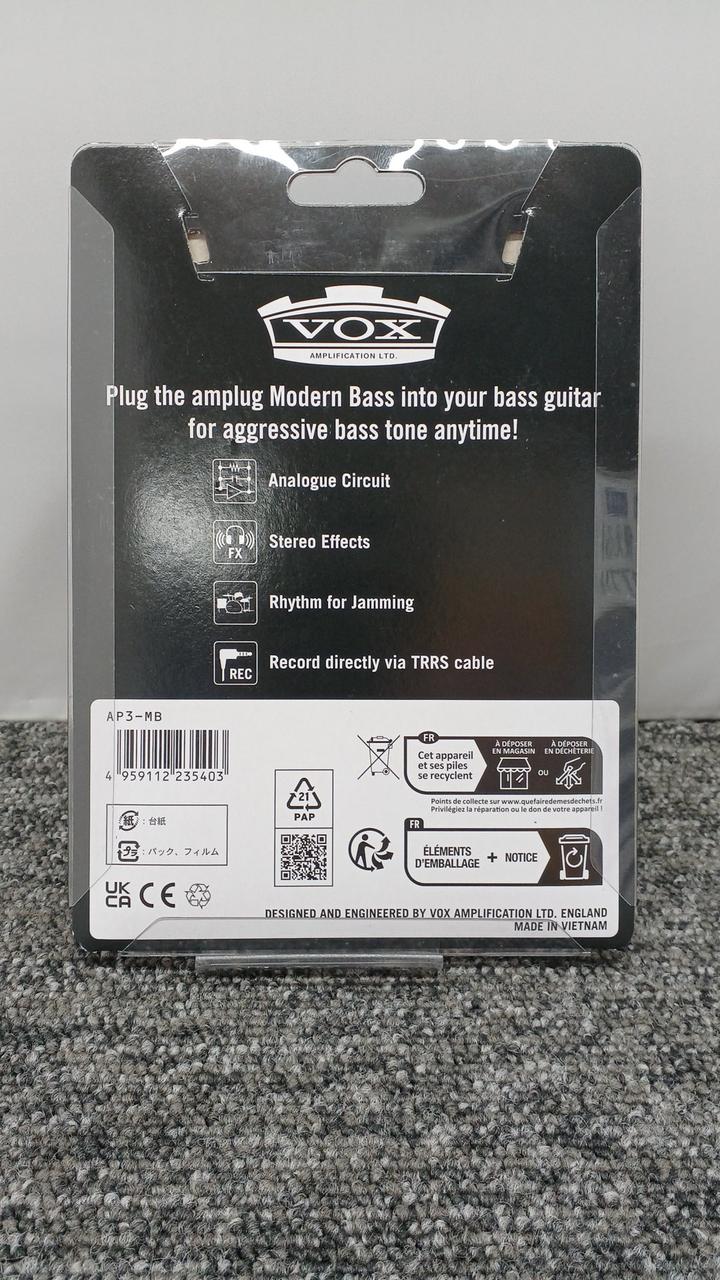 VOX
AMPLIFICATION LTD.
Plug the amplug Modern Bass into your bass guitar
for aggressive bass tone anytime!
Analogue Circuit
FX
Stereo Effects
Rhythm for Jamming
REC
Record directly via TRRS cable
AP3-MB
4 959112 235403
紙 : 台紙
プラ : パック、フィルム
UK
CA
CE
21
PAP
FR
Cet appareil
et ses piles
se recyclent
À DÉPOSER
EN MAGASIN
OU
À DÉPOSER
EN DÉCHÈTERIE
Points de collecte sur www.quefairedemesdechets.fr
Privilégiez la réparation ou le don de votre appareil !
FR
ÉLÉMENTS
D'EMBALLAGE
+ NOTICE
DESIGNED AND ENGINEERED BY VOX AMPLIFICATION LTD. ENGLAND
MADE IN VIETNAM